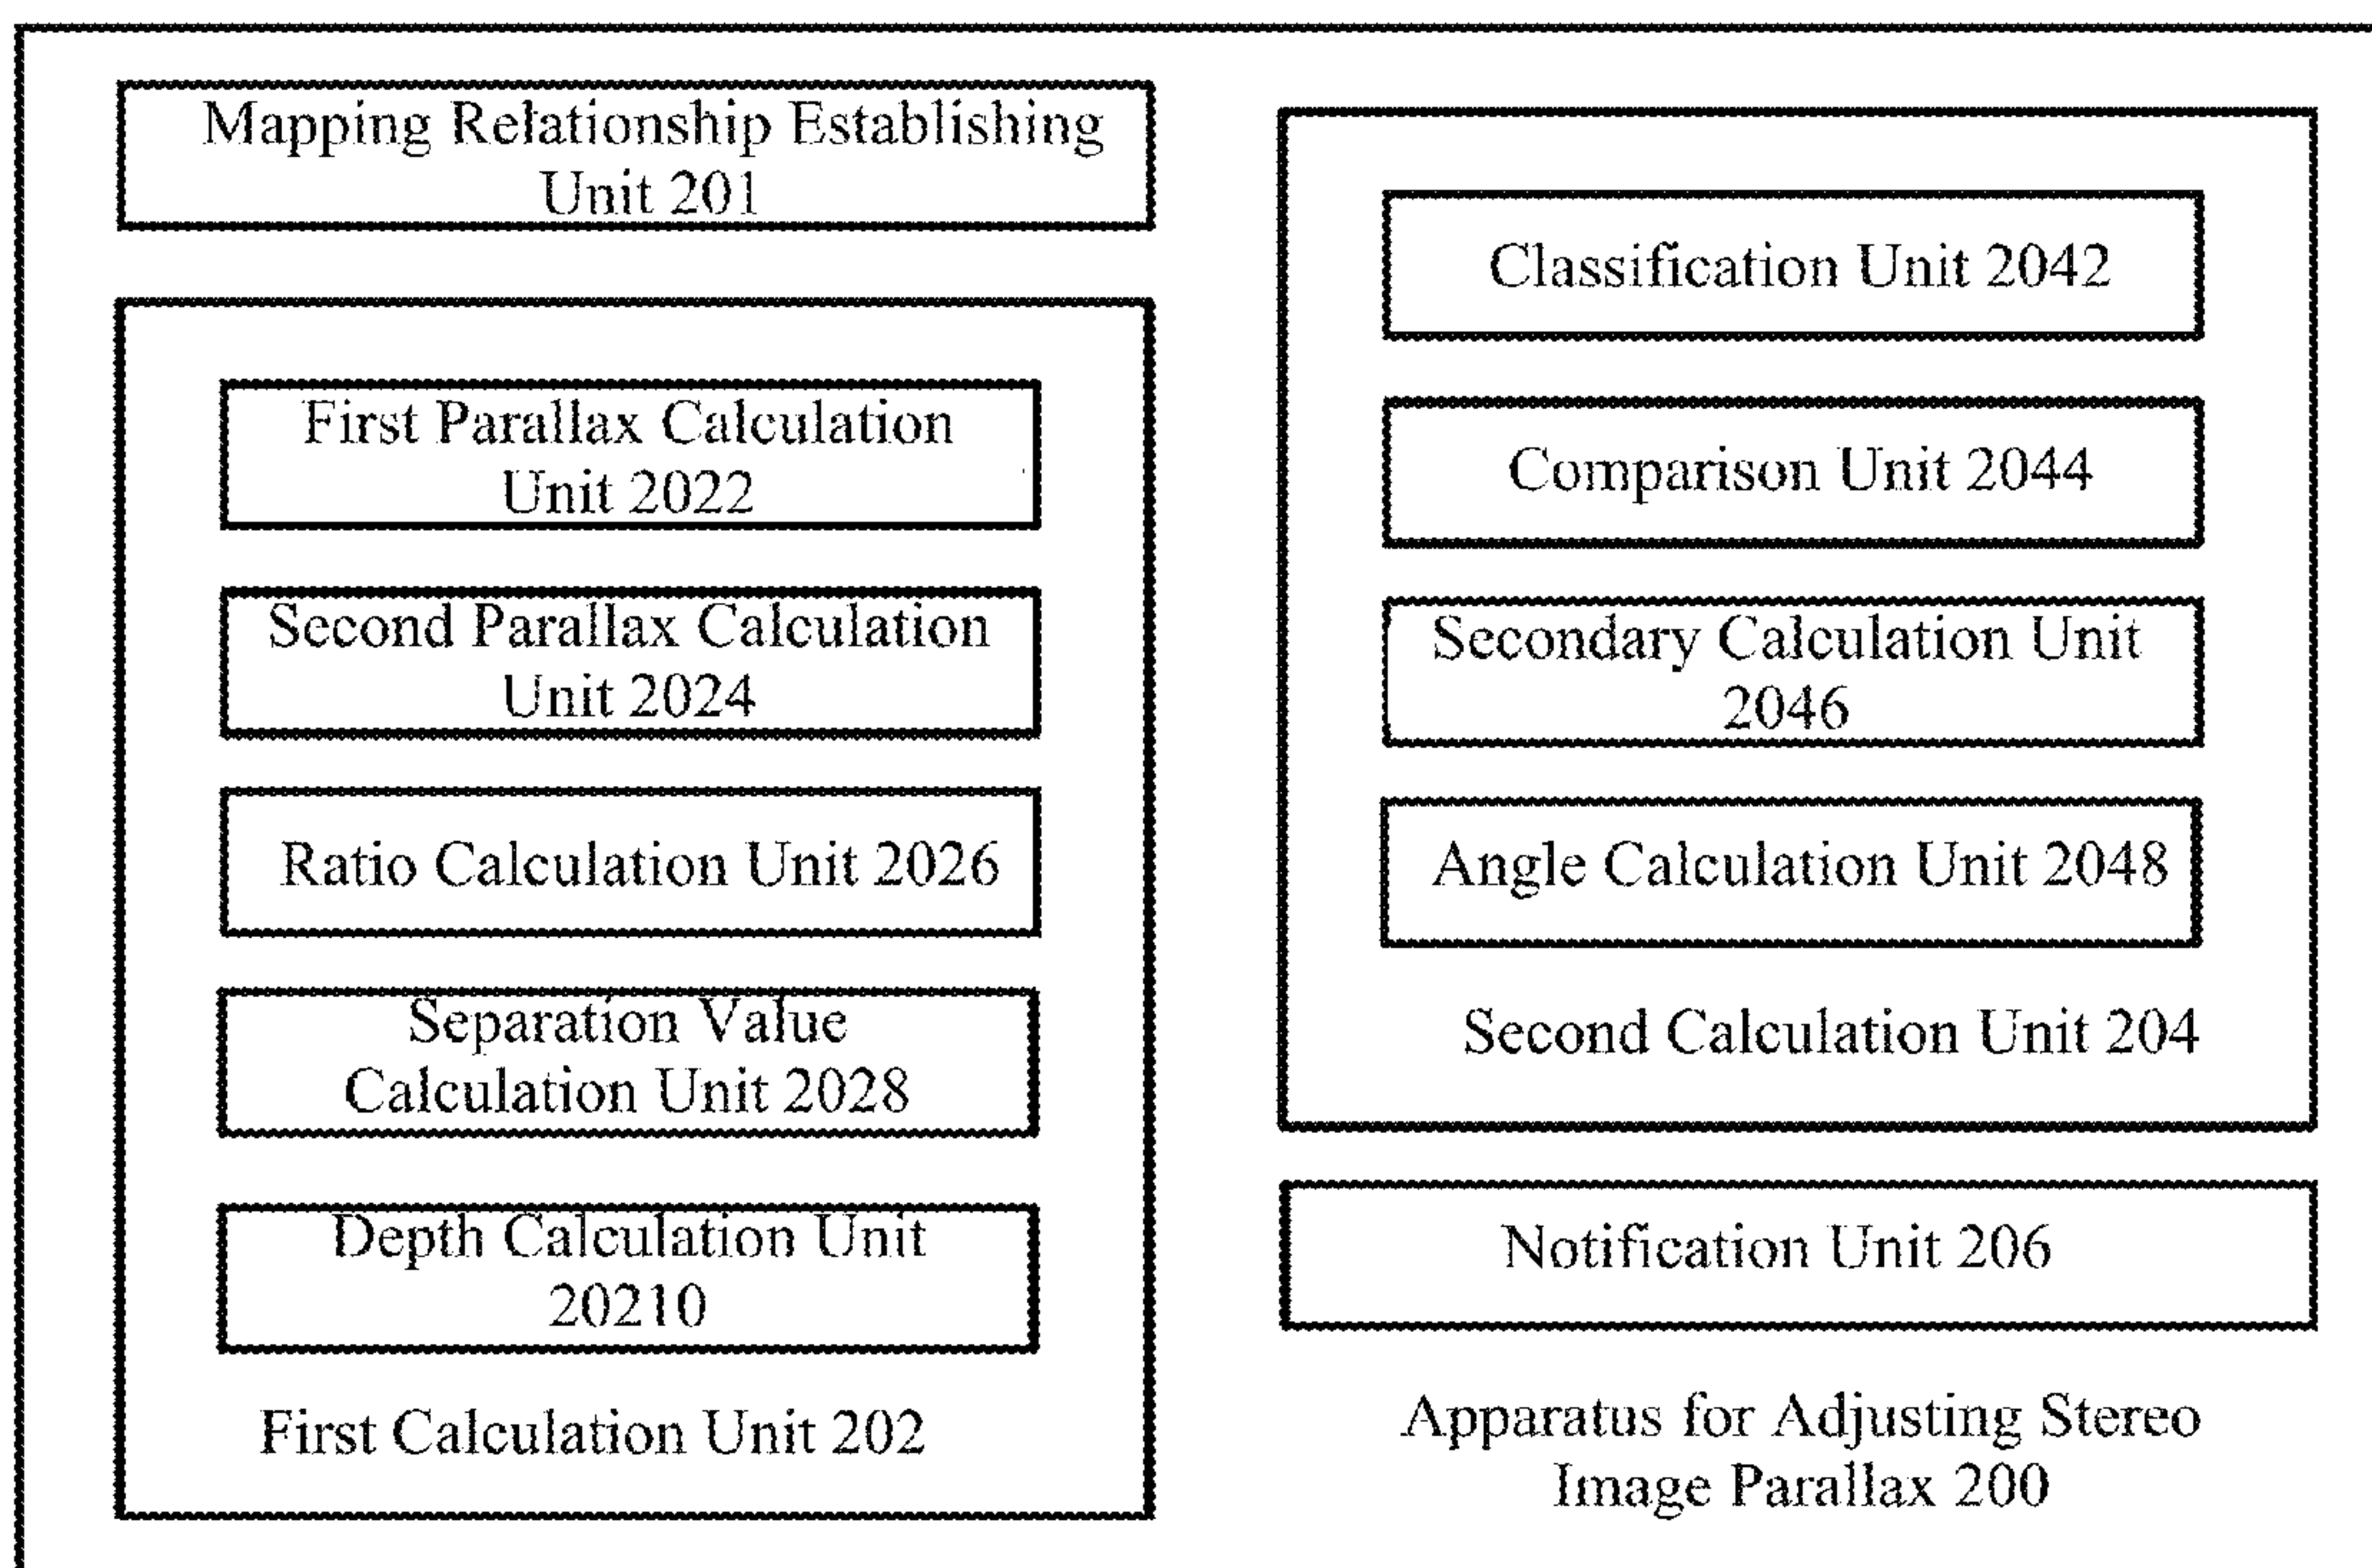 Mapping Relationship Establishing
Unit 201
First Parallax Calculation
Unit 2022
Second Parallax Calculation
Unit 2024
Ratio Calculation Unit 2026
Separation Value
Calculation Unit 2028
Depth Calculation Unit
20210
First Calculation Unit 202
Classification Unit 2042
Comparison Unit 2044
Secondary Calculation Unit
2046
Angle Calculation Unit 2048
Second Calculation Unit 204
Notification Unit 206
Apparatus for Adjusting Stereo
Image Parallax 200